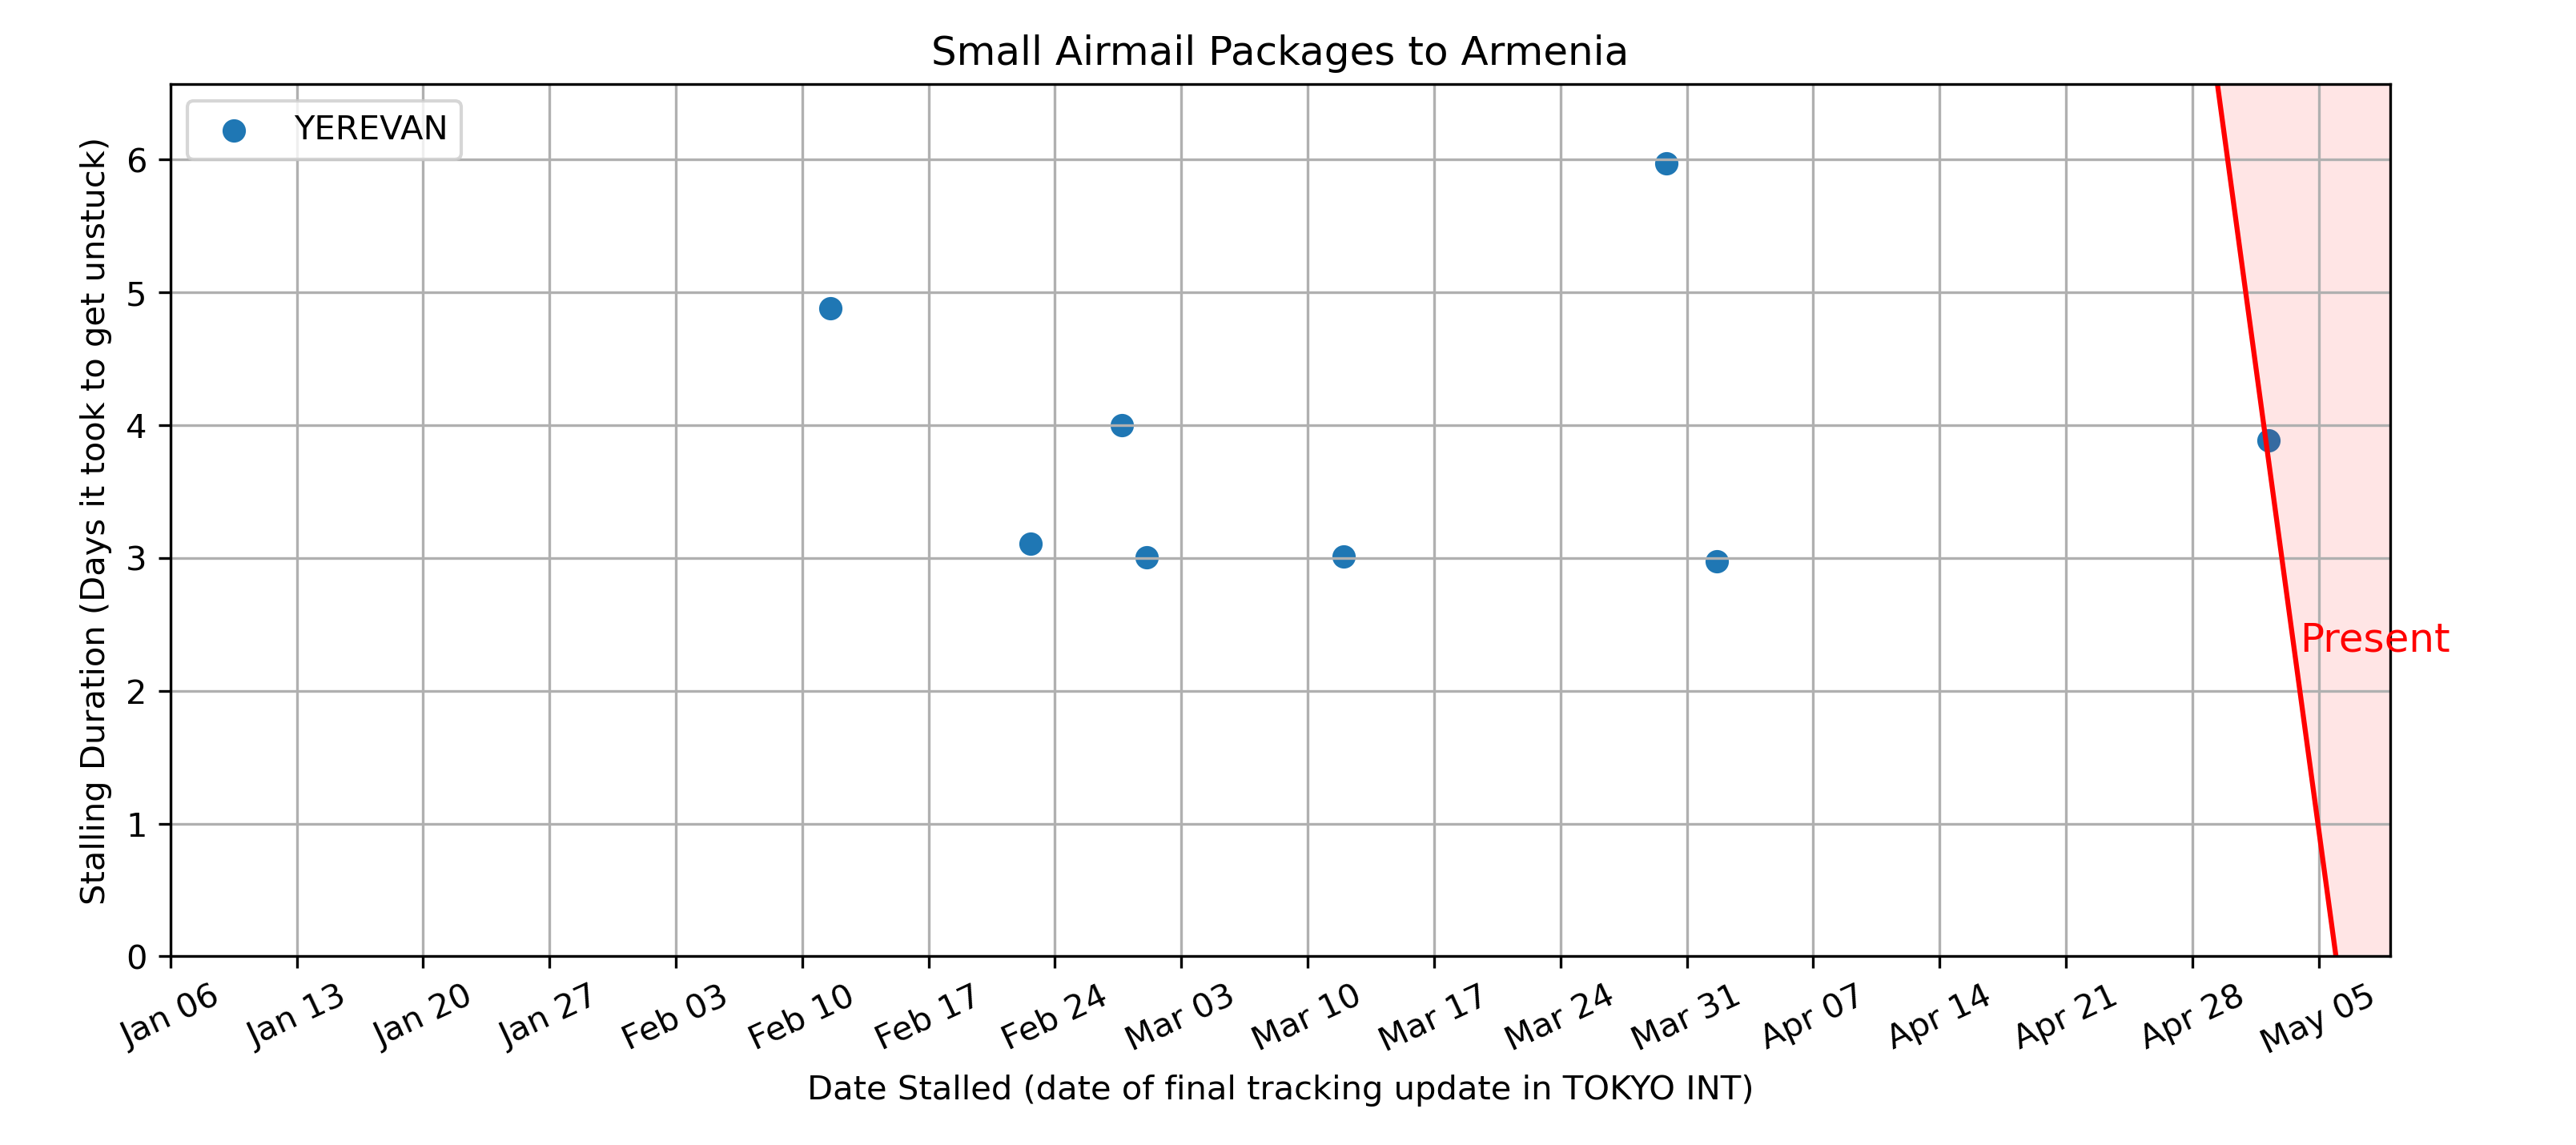 Small Airmail Packages to Armenia
YEREVAN
Stalling Duration (Days it took to get unstuck)
6
5
4
3
2
1
0
Present
Jan 06
Jan 13
Jan 20
Jan 27
Feb 03
Feb 10
Feb 17
Feb 24
Mar 03
Mar 10
Mar 17
Mar 24
Mar 31
Apr 07
Apr 14
Apr 21
Apr 28
May 05
Date Stalled (date of final tracking update in TOKYO INT)